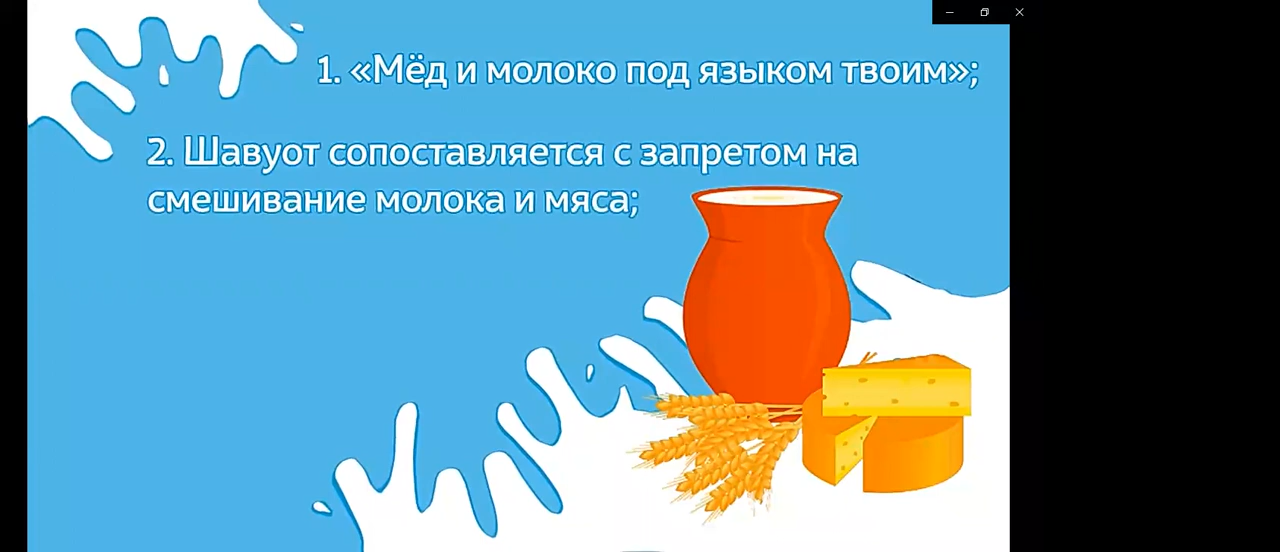 1. «Мёд и молоко под языком твоим»;
2. Шавуот сопоставляется с запретом на
смешивание молока и мяса;